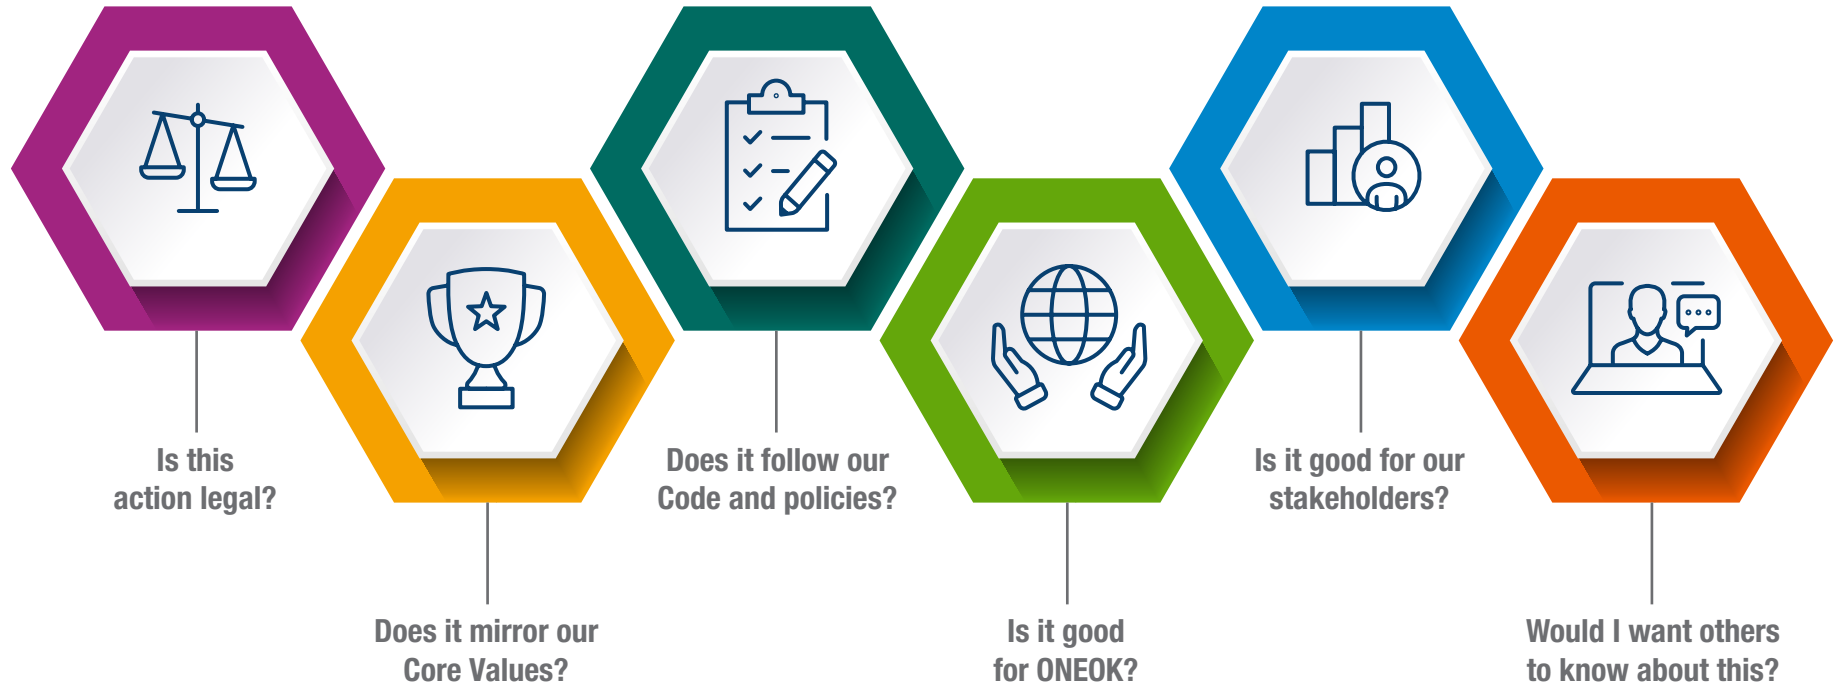 Is this
action legal?
Does it mirror our
Core Values?
Does it follow our
Code and policies?
Is it good
for ONEOK?
Is it good for our
stakeholders?
Would I want others
to know about this?